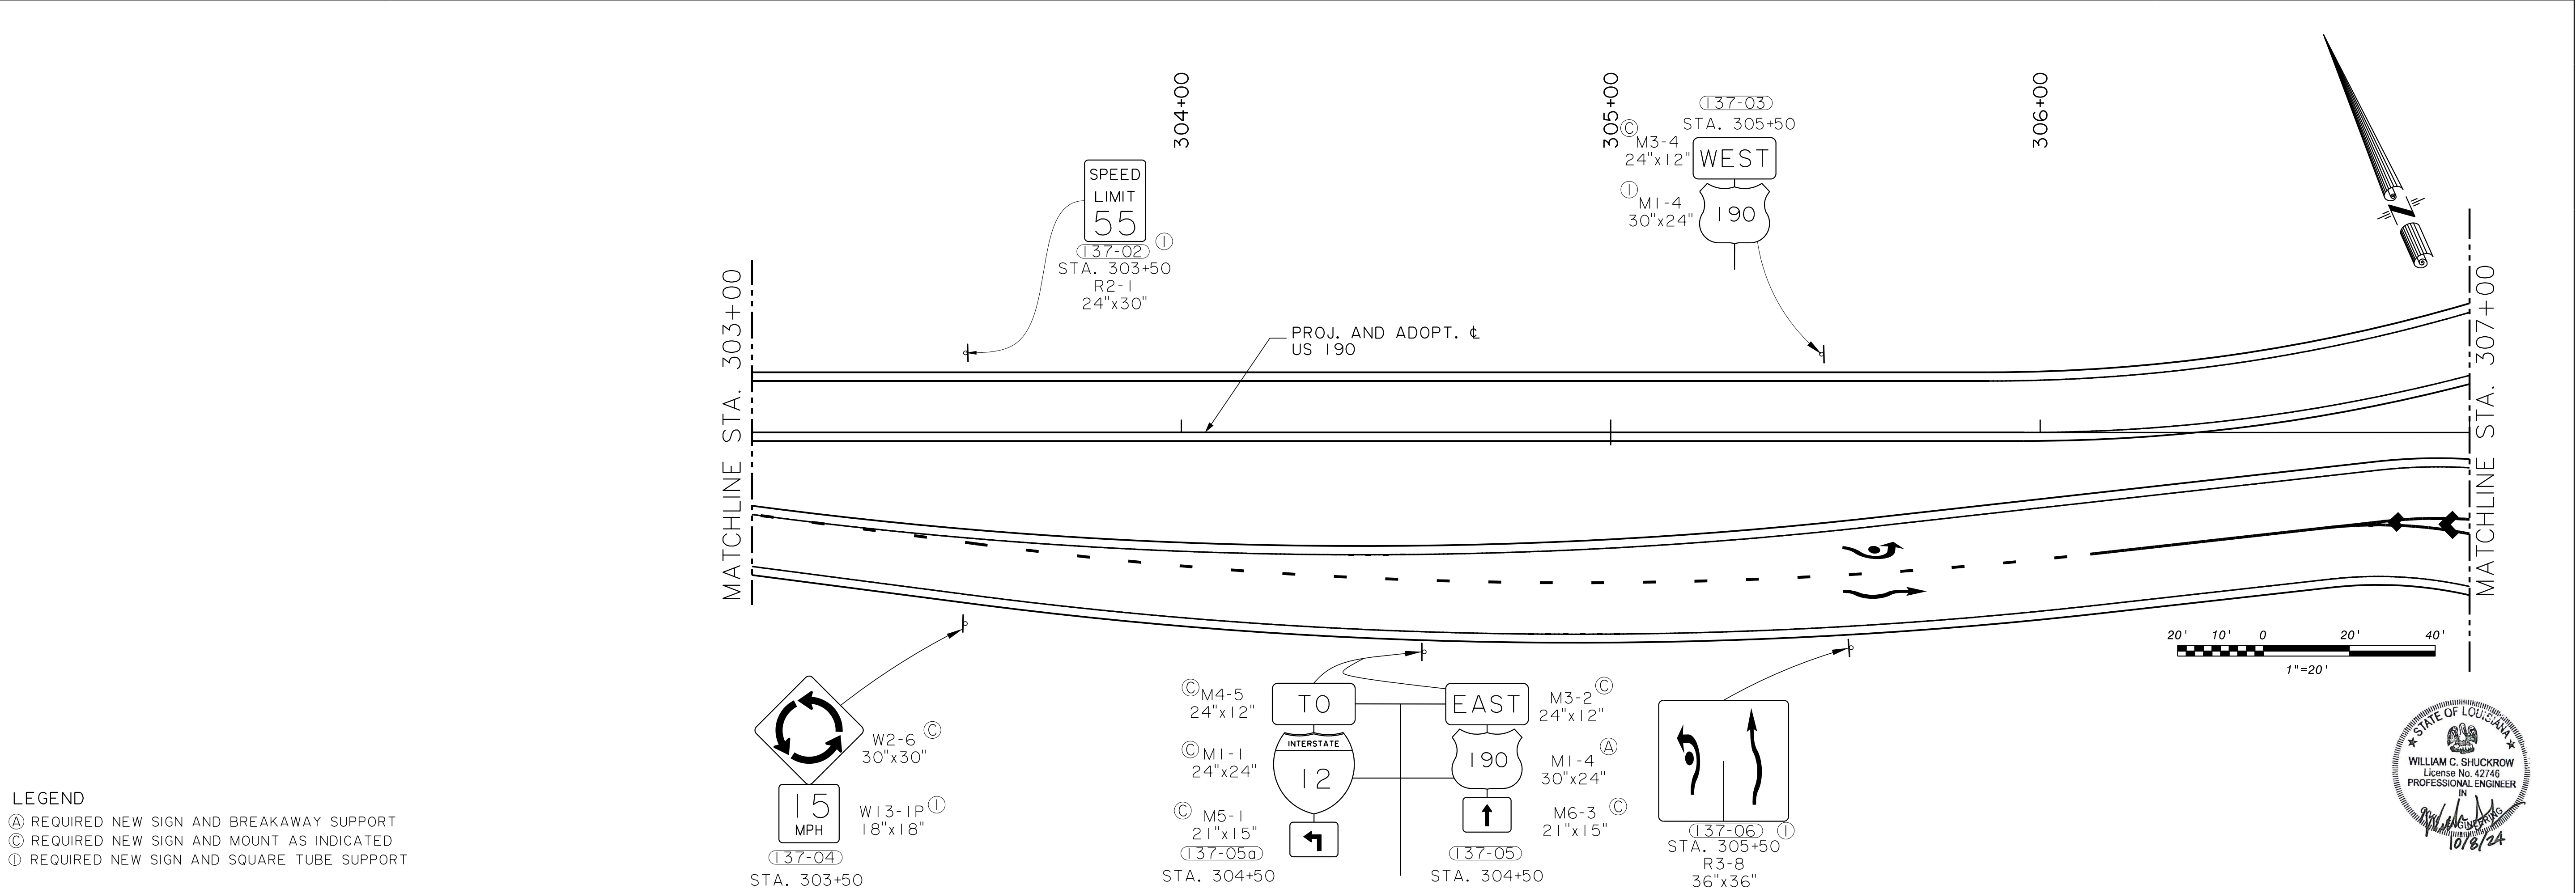 304+00
305+00
306+00
137-03
STA. 305+50
C
M3-4
24"x12"
WEST
I
M1-4
30"x24"
190
SPEED
LIMIT
55
137-02 I
STA. 303+50
R2-1
24"x30"
PROJ. AND ADOPT. ℄
US 190
MATCHLINE STA. 303+00
MATCHLINE STA. 307+00
20' 10' 0 20' 40'
1"=20'
W2-6 C
30"x30"
15
MPH
W13-1P I
18"x18"
137-04
STA. 303+50
C M4-5
24"x12"
TO
C M1-1
24"x24"
INTERSTATE
12
C M5-1
21"x15"
137-05a
STA. 304+50
EAST
M3-2 C
24"x12"
190
A
M1-4
30"x24"
M6-3 C
21"x15"
137-05
STA. 304+50
137-06 I
STA. 305+50
R3-8
36"x36"
STATE OF LOUISIANA
WILLIAM C. SHUCKROW
License No. 42746
PROFESSIONAL ENGINEER
IN
ENGINEERING
10/8/24
LEGEND
A REQUIRED NEW SIGN AND BREAKAWAY SUPPORT
C REQUIRED NEW SIGN AND MOUNT AS INDICATED
I REQUIRED NEW SIGN AND SQUARE TUBE SUPPORT